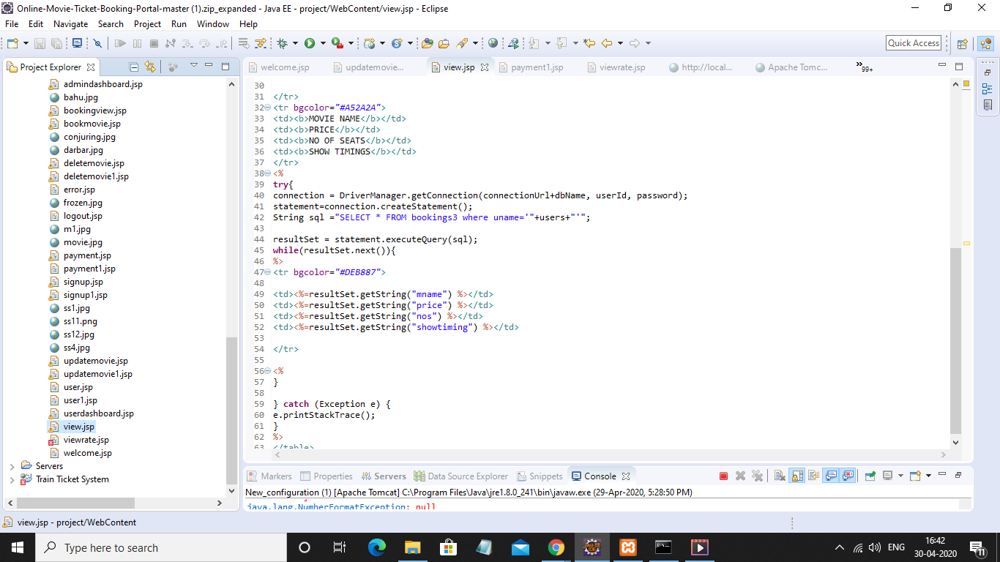 Online-Movie-Ticket-Booking-Portal-master (1).zip_expanded - Java EE - project/WebContent/view.jsp - Eclipse
File Edit Navigate Search Project Run Window Help
Quick Access
Project Explorer
welcome.jsp updatemovie... view.jsp payment1.jsp viewrate.jsp http://local... Apache Tomc... 99+
admindashboard.jsp
bahu.jpg
bookingview.jsp
bookmovie.jsp
conjuring.jpg
darbar.jpg
deletemovie.jsp
deletemovie1.jsp
error.jsp
frozen.jpg
logout.jsp
m1.jpg
movie.jpg
payment.jsp
payment1.jsp
signup.jsp
signup1.jsp
ss1.jpg
ss11.png
ss12.jpg
ss4.jpg
updatemovie.jsp
updatemovie1.jsp
user.jsp
user1.jsp
userdashboard.jsp
view.jsp
viewrate.jsp
welcome.jsp
Servers
Train Ticket System
30
31 </tr>
32 <tr bgcolor="#A52A2A">
33 <td><b>MOVIE NAME</b></td>
34 <td><b>PRICE</b></td>
35 <td><b>NO OF SEATS</b></td>
36 <td><b>SHOW TIMINGS</b></td>
37 </tr>
38 <%
39 try{
40 connection = DriverManager.getConnection(connectionUrl+dbName, userId, password);
41 statement=connection.createStatement();
42 String sql ="SELECT * FROM bookings3 where uname='"+users+"'";
43
44 resultSet = statement.executeQuery(sql);
45 while(resultSet.next()){
46 %>
47 <tr bgcolor="#DEB887">
48
49 <td><%=resultSet.getString("mname") %></td>
50 <td><%=resultSet.getString("price") %></td>
51 <td><%=resultSet.getString("nos") %></td>
52 <td><%=resultSet.getString("showtiming") %></td>
53
54 </tr>
55
56 <%
57 }
58
59 } catch (Exception e) {
60 e.printStackTrace();
61 }
62 %>
63 </table>
Markers Properties Servers Data Source Explorer Snippets Console
New_configuration (1) [Apache Tomcat] C:\Program Files\Java\jre1.8.0_241\bin\javaw.exe (29-Apr-2020, 5:28:50 PM)
java.lang.NumberFormatException: null
view.jsp - project/WebContent
Type here to search
ENG
16:42
30-04-2020
11